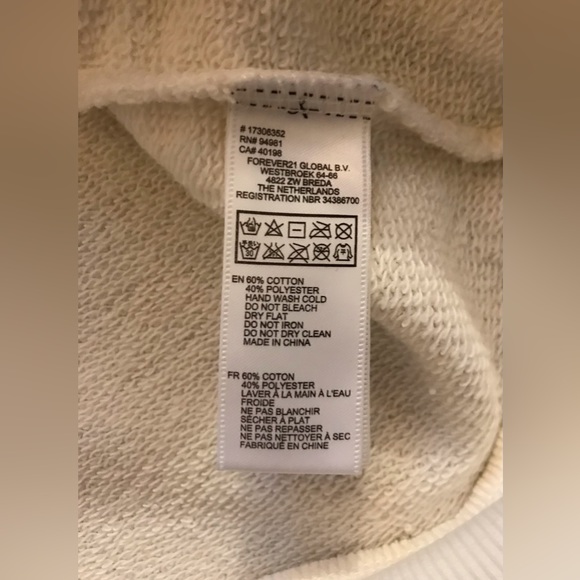 # 17308352
RN# 94981
CA# 40198
FOREVER21 GLOBAL B.V.
WESTBROEK 64-66
4822 ZW BREDA
THE NETHERLANDS
REGISTRATION NBR 34386700
EN 60% COTTON
40% POLYESTER
HAND WASH COLD
DO NOT BLEACH
DRY FLAT
DO NOT IRON
DO NOT DRY CLEAN
MADE IN CHINA
FR 60% COTON
40% POLYESTER
LAVER À LA MAIN À L'EAU
FROIDE
NE PAS BLANCHIR
SÉCHER À PLAT
NE PAS REPASSER
NE PAS NETTOYER À SEC
FABRIQUÉ EN CHINE